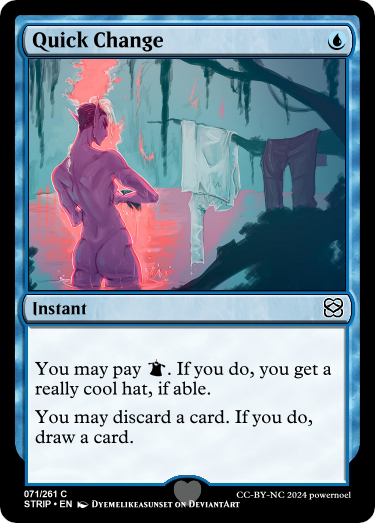 Quick Change
Instant
You may pay . If you do, you get a
really cool hat, if able.
You may discard a card. If you do,
draw a card.
071/261 C
STRIP • EN DYEMELIKEASUNSET ON DEVIANTART
CC-BY-NC 2024 powernoel